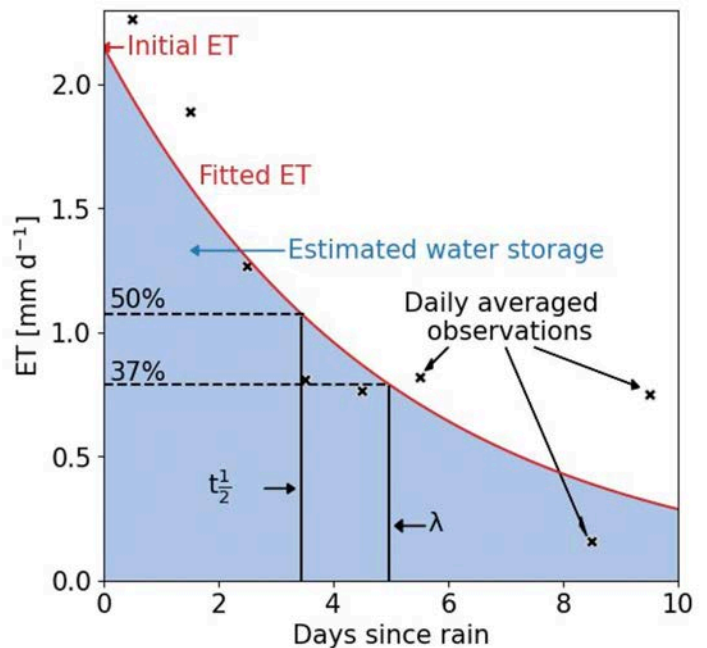 Initial ET
2.0
Fitted ET
1.5
Estimated water storage
50%
Daily averaged
observations
1.0
37%
0.5
t½
λ
0.0
0 2 4 6 8 10
Days since rain
ET [mm d⁻¹]